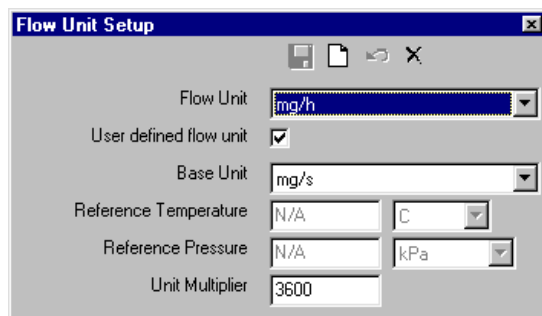 Flow Unit Setup
Flow Unit mg/h
User defined flow unit
Base Unit mg/s
Reference Temperature N/A C
Reference Pressure N/A kPa
Unit Multiplier 3600